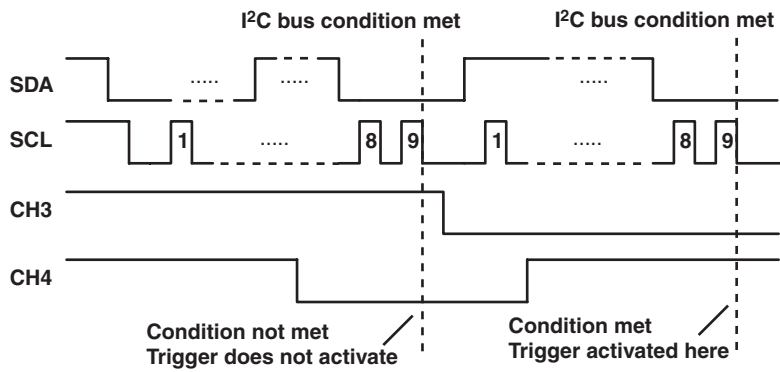 I²C bus condition met I²C bus condition met
SDA ..... ..... .....
SCL 1 ..... 8 9 1 ..... 8 9
CH3
CH4
Condition not met
Trigger does not activate
Condition met
Trigger activated here